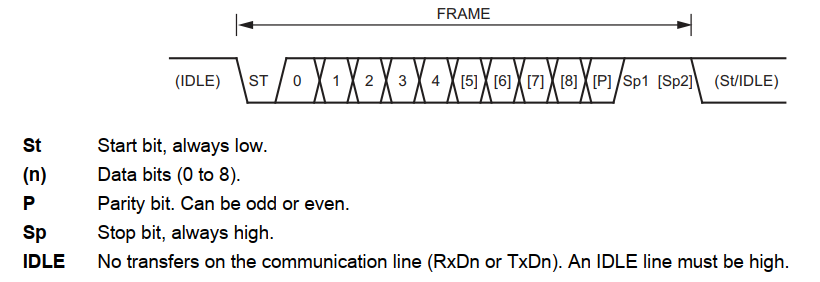 FRAME
(IDLE) ST 0 1 2 3 4 [5] [6] [7] [8] [P] Sp1 [Sp2] (St/IDLE)
St Start bit, always low.
(n) Data bits (0 to 8).
P Parity bit. Can be odd or even.
Sp Stop bit, always high.
IDLE No transfers on the communication line (RxDn or TxDn). An IDLE line must be high.